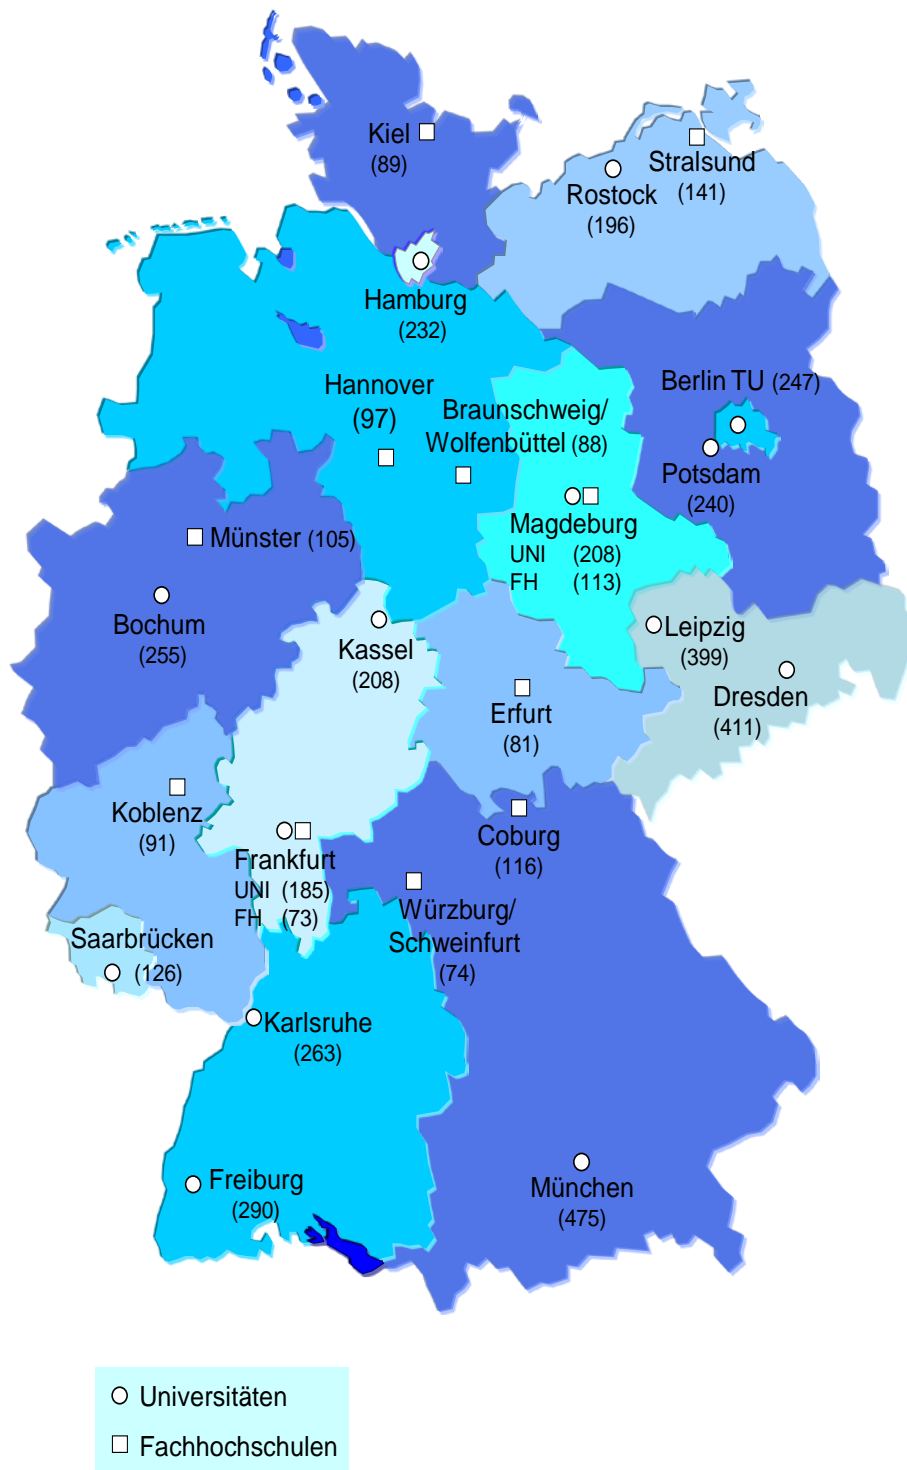 Kiel
(89)
Stralsund
(141)
Rostock
(196)
Hamburg
(232)
Hannover
(97)
Berlin TU (247)
Braunschweig/
Wolfenbüttel (88)
Potsdam
(240)
Magdeburg
UNI (208)
FH (113)
Münster (105)
Bochum
(255)
Kassel
(208)
Leipzig
(399)
Dresden
(411)
Erfurt
(81)
Koblenz
(91)
Coburg
(116)
Frankfurt
UNI (185)
FH (73)
Würzburg/
Schweinfurt
(74)
Saarbrücken
(126)
Karlsruhe
(263)
Freiburg
(290)
München
(475)
Universitäten
Fachhochschulen